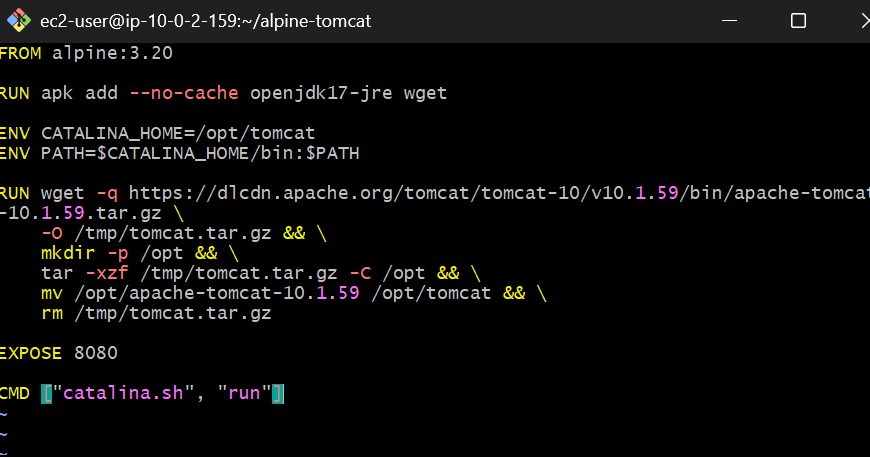 ec2-user@ip-10-0-2-159:~/alpine-tomcat
FROM alpine:3.20
RUN apk add --no-cache openjdk17-jre wget
ENV CATALINA_HOME=/opt/tomcat
ENV PATH=$CATALINA_HOME/bin:$PATH
RUN wget -q https://dlcdn.apache.org/tomcat/tomcat-10/v10.1.59/bin/apache-tomcat
-10.1.59.tar.gz \
    -O /tmp/tomcat.tar.gz && \
    mkdir -p /opt && \
    tar -xzf /tmp/tomcat.tar.gz -C /opt && \
    mv /opt/apache-tomcat-10.1.59 /opt/tomcat && \
    rm /tmp/tomcat.tar.gz
EXPOSE 8080
CMD ["catalina.sh", "run"]
~
~
~